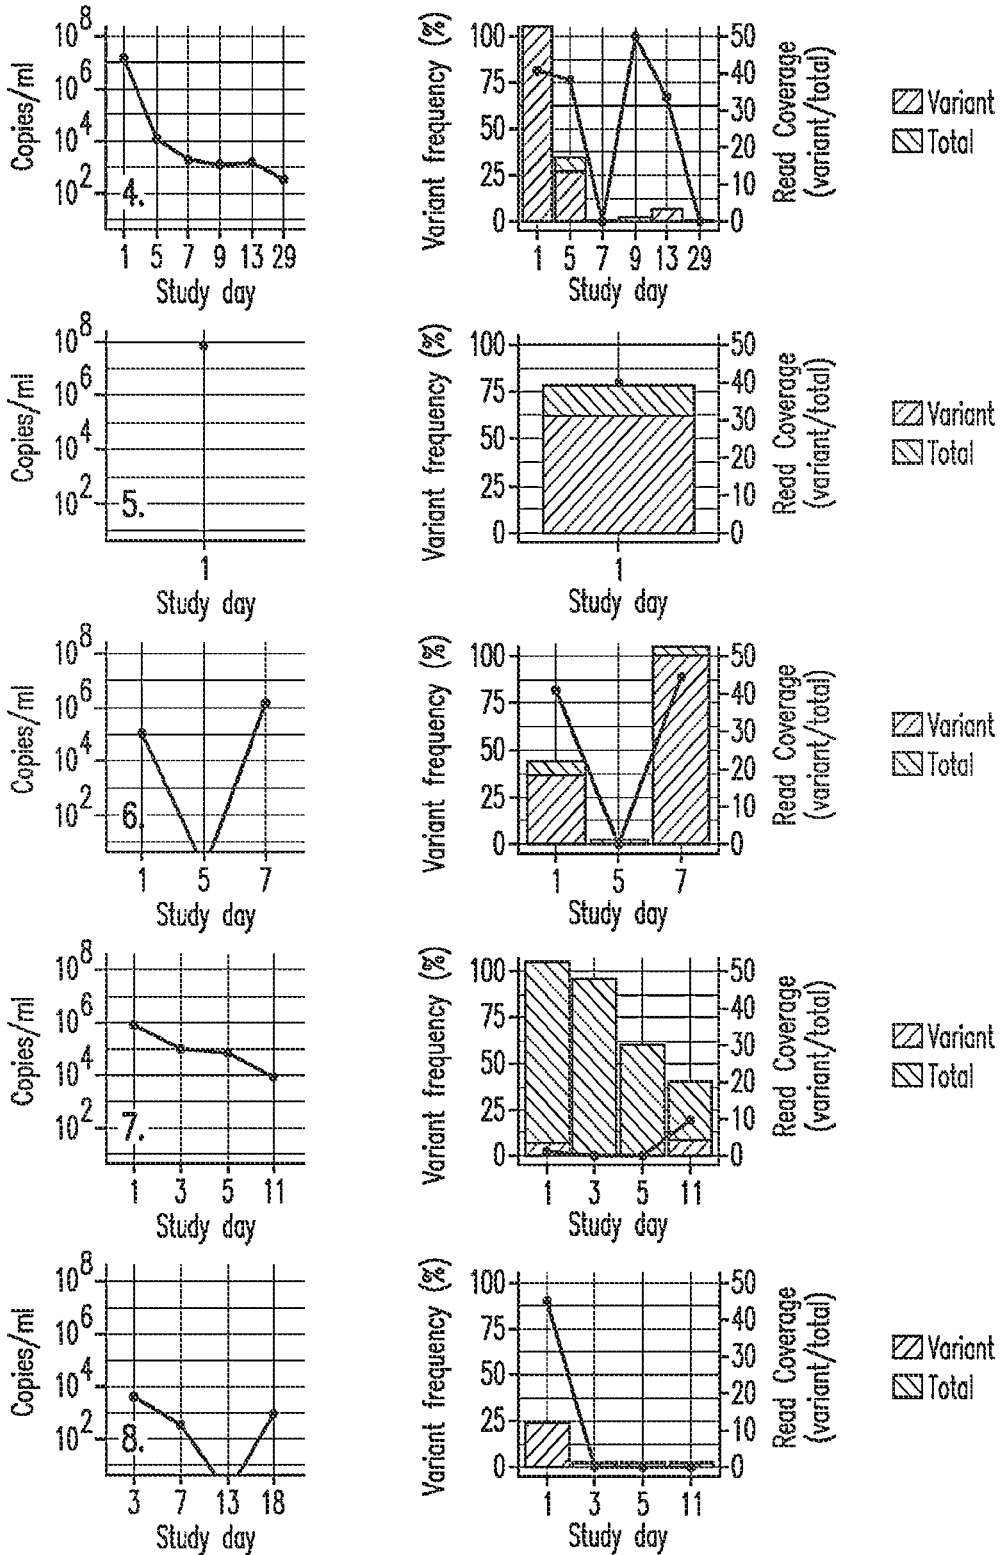 10^8
10^6
10^4
10^2
Copies/ml
4.
1 5 7 9 13 29
Study day
100
75
50
25
0
Variant frequency (%)
50
40
30
20
10
0
Read Coverage
(variant/total)
1 5 7 9 13 29
Study day
Variant
Total
10^8
10^6
10^4
10^2
Copies/ml
5.
1
Study day
100
75
50
25
0
Variant frequency (%)
50
40
30
20
10
0
Read Coverage
(variant/total)
1
Study day
Variant
Total
10^8
10^6
10^4
10^2
Copies/ml
6.
1 5 7
Study day
100
75
50
25
0
Variant frequency (%)
50
40
30
20
10
0
Read Coverage
(variant/total)
1 5 7
Study day
Variant
Total
10^8
10^6
10^4
10^2
Copies/ml
7.
1 3 5 11
Study day
100
75
50
25
0
Variant frequency (%)
50
40
30
20
10
0
Read Coverage
(variant/total)
1 3 5 11
Study day
Variant
Total
10^8
10^6
10^4
10^2
Copies/ml
8.
3 7 13 18
Study day
100
75
50
25
0
Variant frequency (%)
50
40
30
20
10
0
Read Coverage
(variant/total)
1 3 5 11
Study day
Variant
Total